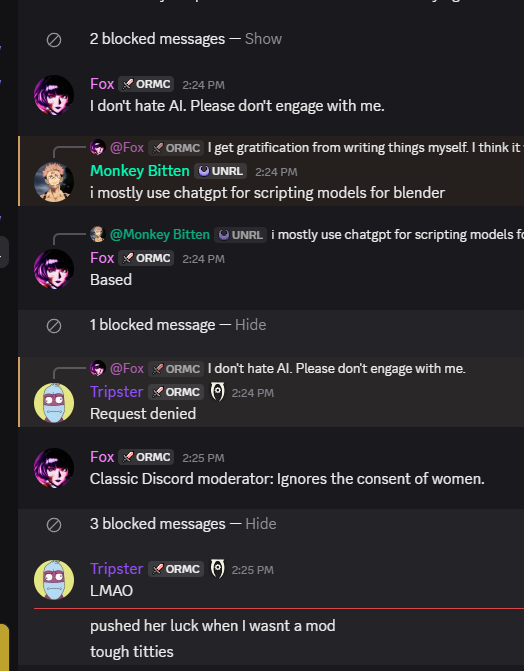 2 blocked messages — Show
Fox ORMC 2:24 PM
I don't hate AI. Please don't engage with me.
@Fox ORMC I get gratification from writing things myself. I think it
Monkey Bitten UNRL 2:24 PM
i mostly use chatgpt for scripting models for blender
@Monkey Bitten UNRL i mostly use chatgpt for scripting models fo
Fox ORMC 2:24 PM
Based
1 blocked message — Hide
@Fox ORMC I don't hate AI. Please don't engage with me.
Tripster ORMC 2:24 PM
Request denied
Fox ORMC 2:25 PM
Classic Discord moderator: Ignores the consent of women.
3 blocked messages — Hide
Tripster ORMC 2:25 PM
LMAO
pushed her luck when I wasnt a mod
tough titties